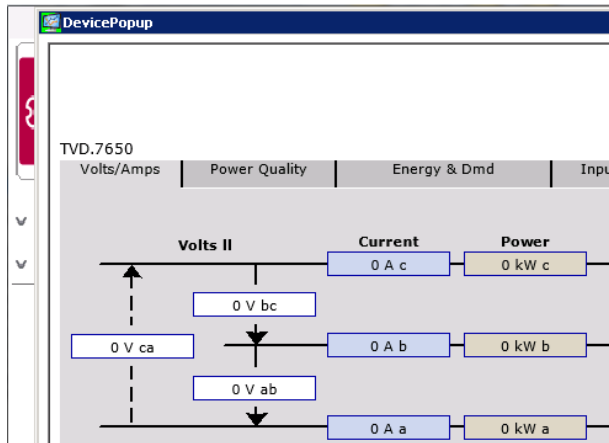 DevicePopup
TVD.7650
Volts/Amps Power Quality Energy & Dmd Inpu
Volts ll Current Power
0 A c 0 kW c
0 V bc
0 V ca 0 A b 0 kW b
0 V ab
0 A a 0 kW a